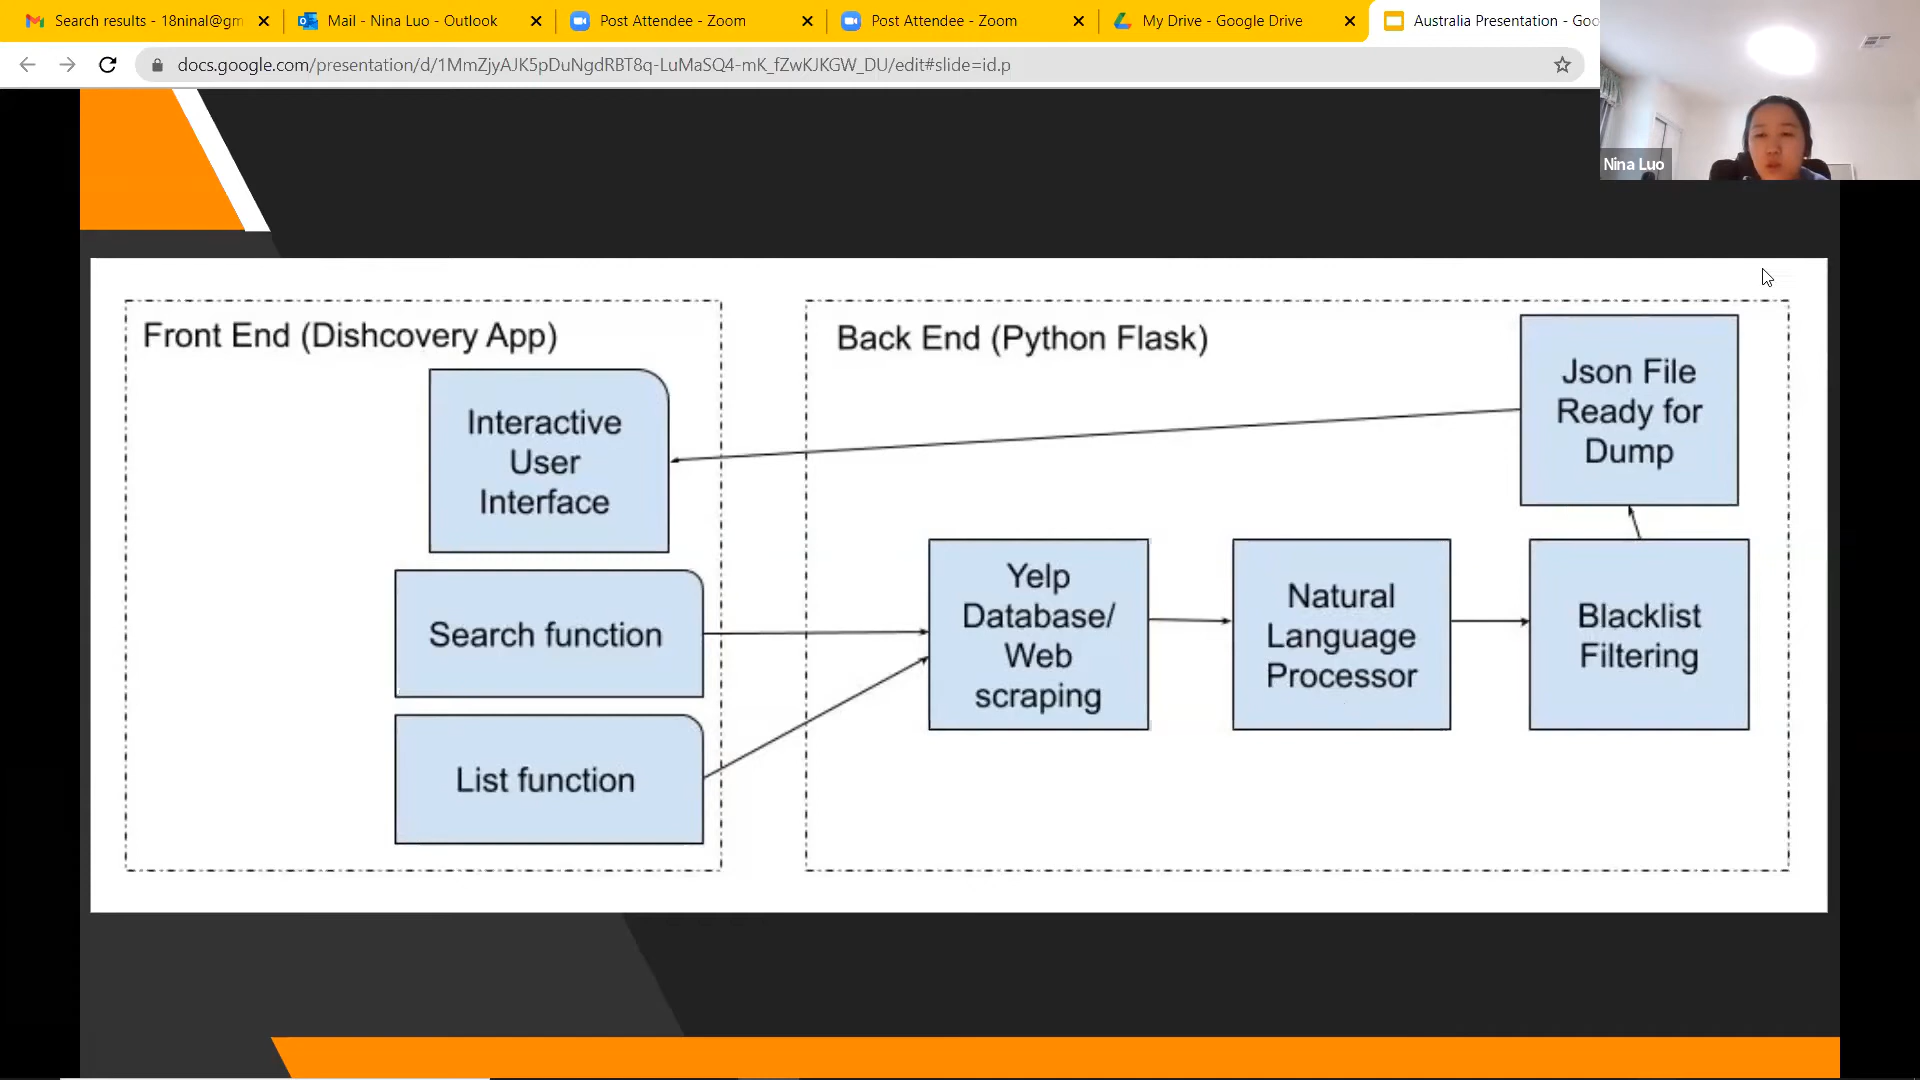 Search results - 18ninal@gm
Mail - Nina Luo - Outlook
Post Attendee - Zoom
Post Attendee - Zoom
My Drive - Google Drive
Australia Presentation - Goo
docs.google.com/presentation/d/1MmZjyAJK5pDuNgdRBT8q-LuMaSQ4-mK_fZwKJKGW_DU/edit#slide=id.p
Nina Luo
Front End (Dishcovery App)
Interactive
User
Interface
Search function
List function
Back End (Python Flask)
Json File
Ready for
Dump
Yelp
Database/
Web
scraping
Natural
Language
Processor
Blacklist
Filtering